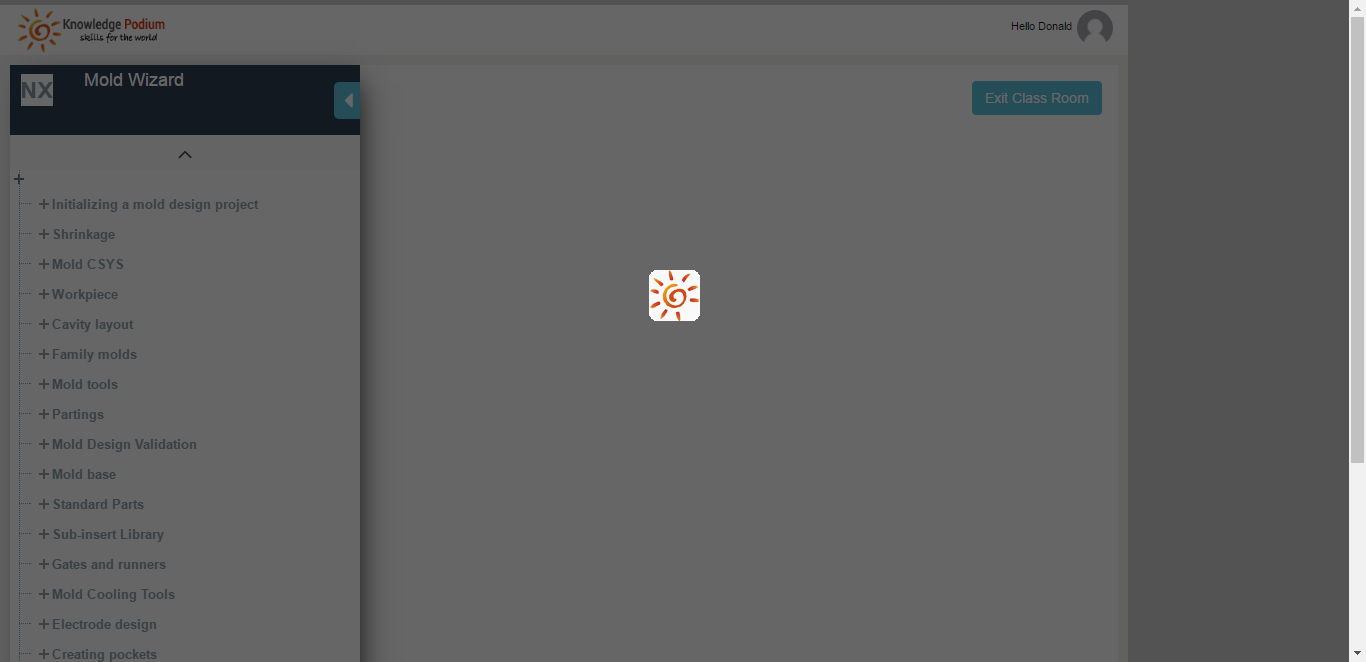 Knowledge Podium
skills for the world
Hello Donald
NX
Mold Wizard
Exit Class Room
Initializing a mold design project
Shrinkage
Mold CSYS
Workpiece
Cavity layout
Family molds
Mold tools
Partings
Mold Design Validation
Mold base
Standard Parts
Sub-insert Library
Gates and runners
Mold Cooling Tools
Electrode design
Creating pockets